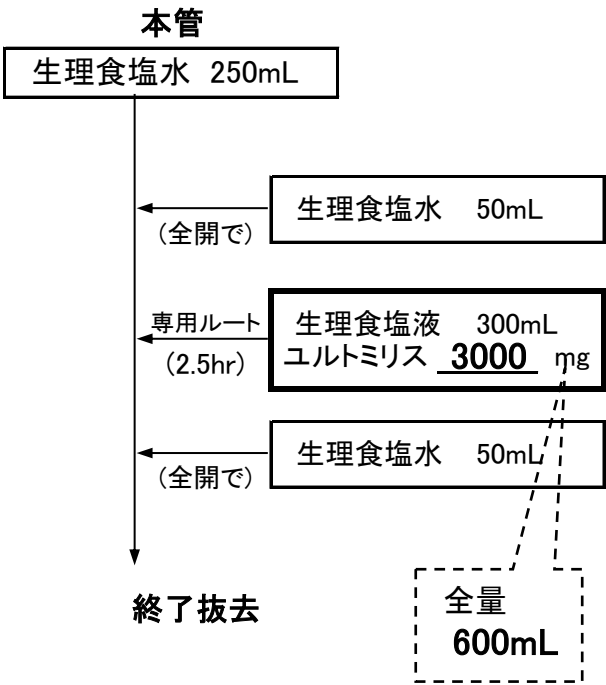 本管
生理食塩水 250mL
生理食塩水 50mL
(全開で)
専用ルート
(2.5hr)
生理食塩液 300mL
ユルトミリス 3000 mg
生理食塩水 50mL
(全開で)
終了抜去
全量
600mL